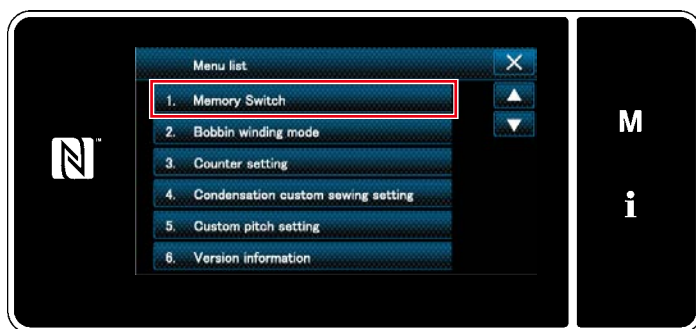 Menu list
1. Memory Switch
2. Bobbin winding mode
3. Counter setting
4. Condensation custom sewing setting
5. Custom pitch setting
6. Version information
N™
M
i